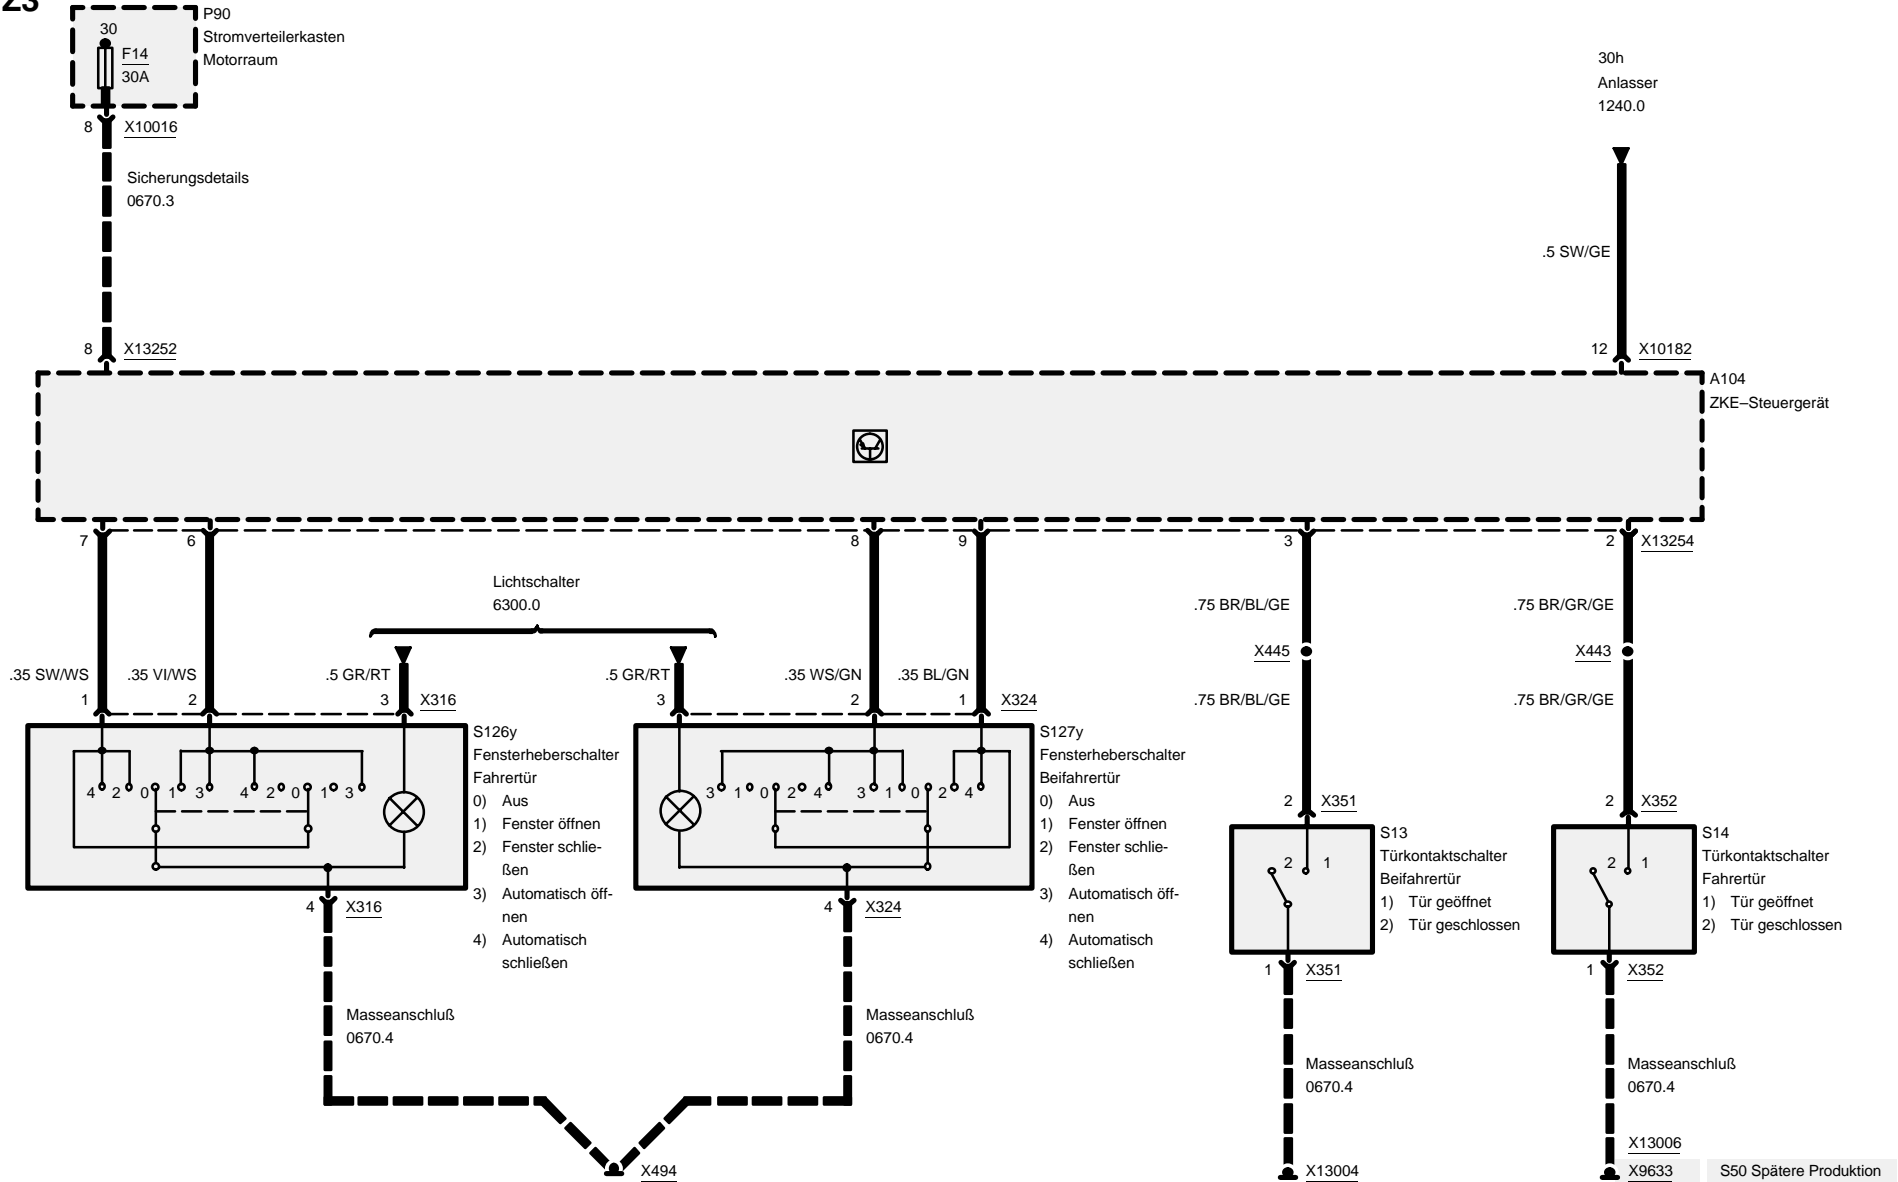 Z3
P90
Stromverteilerkasten
Motorraum
30
F14
30A
8 X10016
Sicherungsdetails
0670.3
8 X13252
30h
Anlasser
1240.0
.5 SW/GE
12 X10182
A104
ZKE–Steuergerät
7 6 8 9 3 2 X13254
Lichtschalter
6300.0
.75 BR/BL/GE .75 BR/GR/GE
X445 X443
.35 SW/WS .35 VI/WS .5 GR/RT .5 GR/RT .35 WS/GN .35 BL/GN
1 2 3 X316 3 2 1 X324
.75 BR/BL/GE .75 BR/GR/GE
S126y
Fensterheberschalter
Fahrertür
0) Aus
1) Fenster öffnen
2) Fenster schlie-
ßen
3) Automatisch öff-
nen
4) Automatisch
schließen
4 2 0 1 3 4 2 0 1 3
S127y
Fensterheberschalter
Beifahrertür
0) Aus
1) Fenster öffnen
2) Fenster schlie-
ßen
3) Automatisch öff-
nen
4) Automatisch
schließen
3 1 0 2 4 3 1 0 2 4
2 X351
S13
Türkontaktschalter
Beifahrertür
1) Tür geöffnet
2) Tür geschlossen
2 1
2 X352
S14
Türkontaktschalter
Fahrertür
1) Tür geöffnet
2) Tür geschlossen
2 1
4 X316
4 X324
1 X351
1 X352
Masseanschluß
0670.4
Masseanschluß
0670.4
Masseanschluß
0670.4
Masseanschluß
0670.4
X494
X13004
X13006
X9633 S50 Spätere Produktion